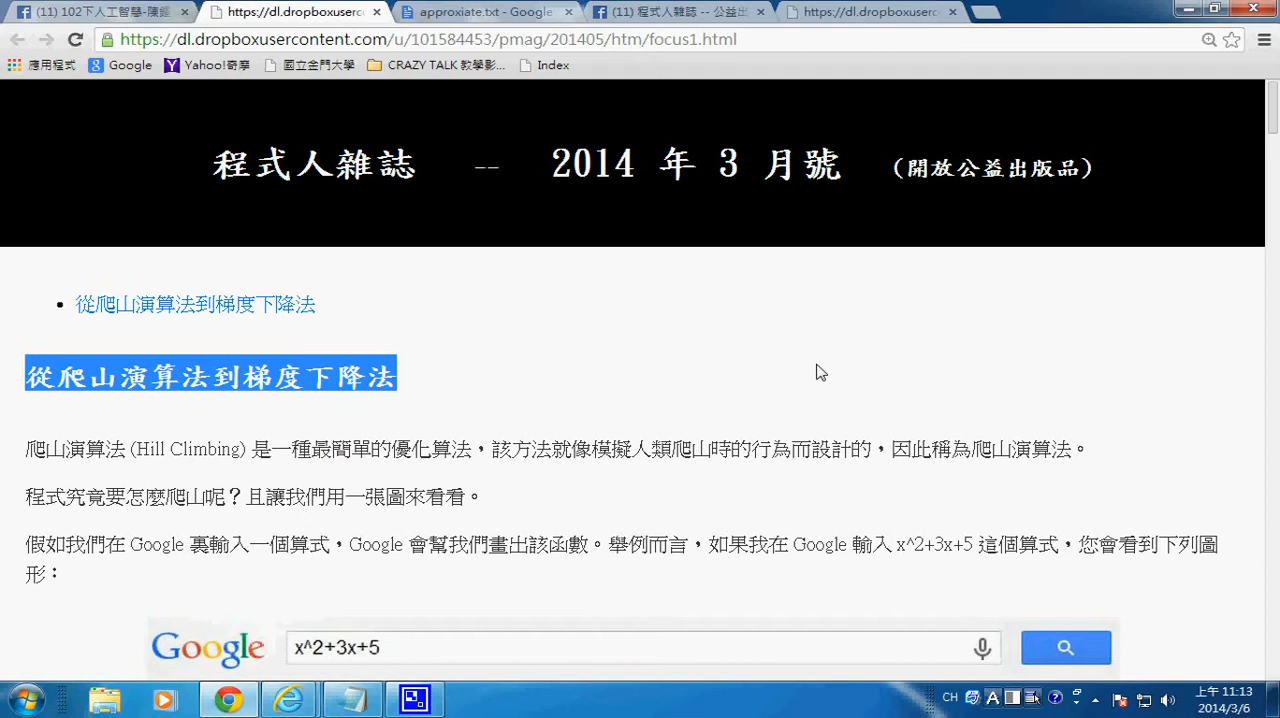 (11) 102下人工智慧-陳鍾
https://dl.dropboxuserc
approxiate.txt - Google
(11) 程式人雜誌 -- 公益出
https://dl.dropboxuserc
https://dl.dropboxusercontent.com/u/101584453/pmag/201405/htm/focus1.html
應用程式 Google Yahoo!奇摩 國立金門大學 CRAZY TALK 教學影... Index
程式人雜誌 -- 2014 年 3 月號 (開放公益出版品)
從爬山演算法到梯度下降法
從爬山演算法到梯度下降法
爬山演算法 (Hill Climbing) 是一種最簡單的優化算法，該方法就像模擬人類爬山時的行為而設計的，因此稱為爬山演算法。
程式究竟要怎麼爬山呢？且讓我們用一張圖來看看。
假如我們在 Google 裏輸入一個算式，Google 會幫我們畫出該函數。舉例而言，如果我在 Google 輸入 x^2+3x+5 這個算式，您會看到下列圖
形：
Google x^2+3x+5
CH
上午 11:13
2014/3/6